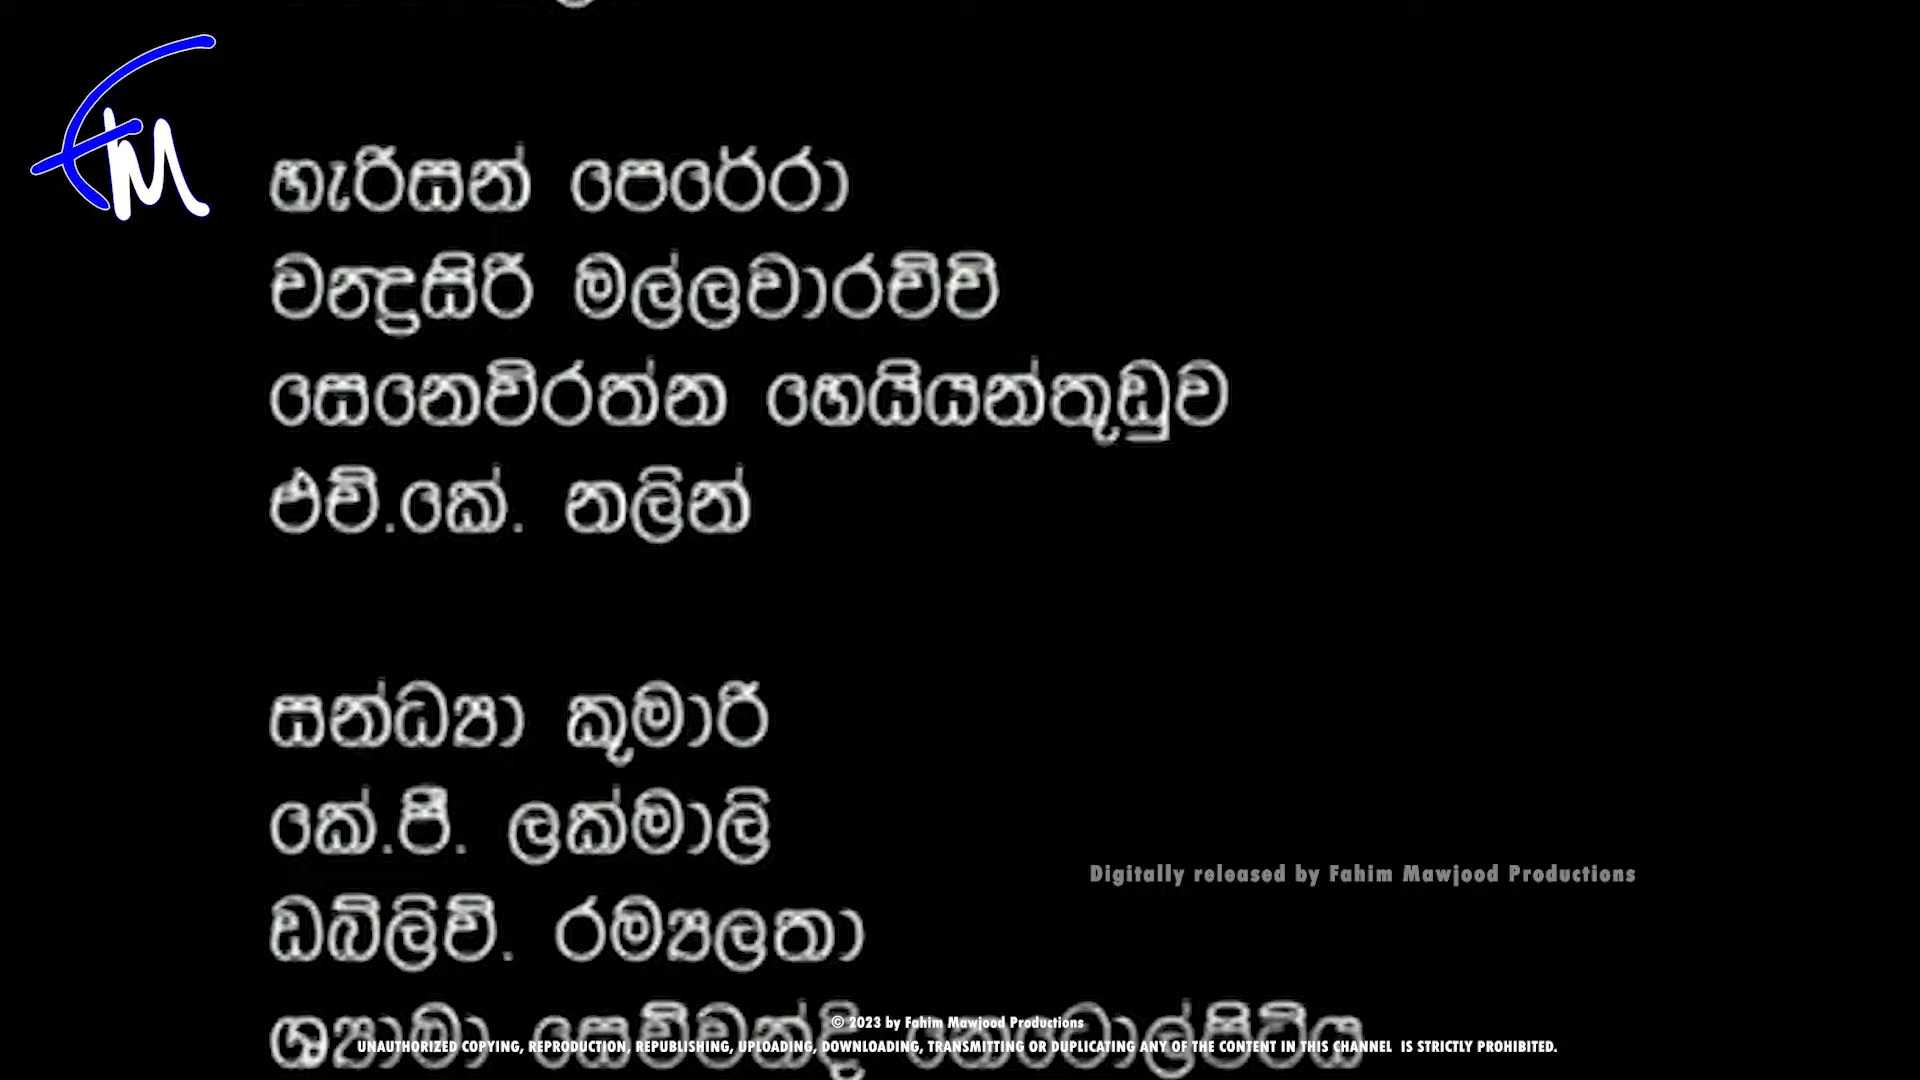 හැරිසන් පෙරේරා
චන්ද්‍රසිරි මල්ලවාරච්චි
සෙනෙවිරත්න හෙයියන්තුඩුව
එච්.කේ. නලින්
සන්ධ්‍යා කුමාරි
කේ.පී. ලක්මාලි
Digitally released by Fahim Mawjood Productions
ඩබ්ලිව්. රම්‍යලතා
ශ්‍යාමා සෙව්වන්දි
© 2023 by Fahim Mawjood Productions
UNAUTHORIZED COPYING, REPRODUCTION, REPUBLISHING, UPLOADING, DOWNLOADING, TRANSMITTING OR DUPLICATING ANY OF THE CONTENT IN THIS CHANNEL IS STRICTLY PROHIBITED.